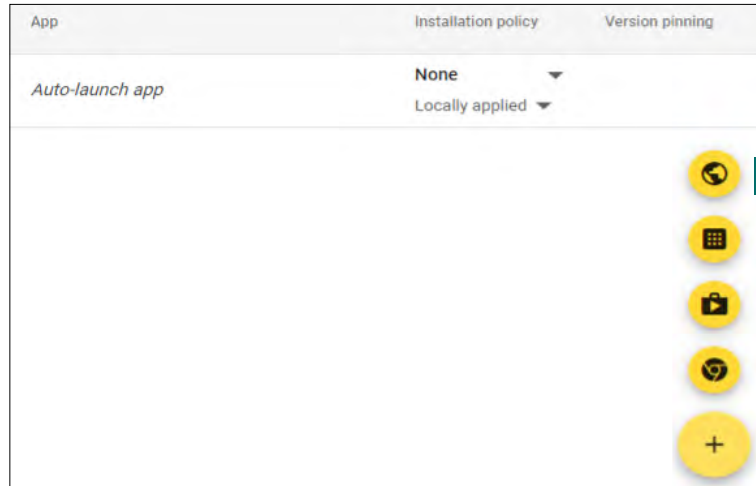 App Installation policy Version pinning
Auto-launch app None
Locally applied